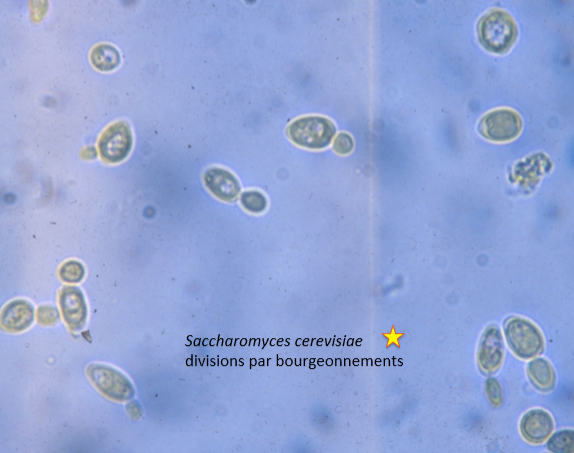 Saccharomyces cerevisiae
divisions par bourgeonnements